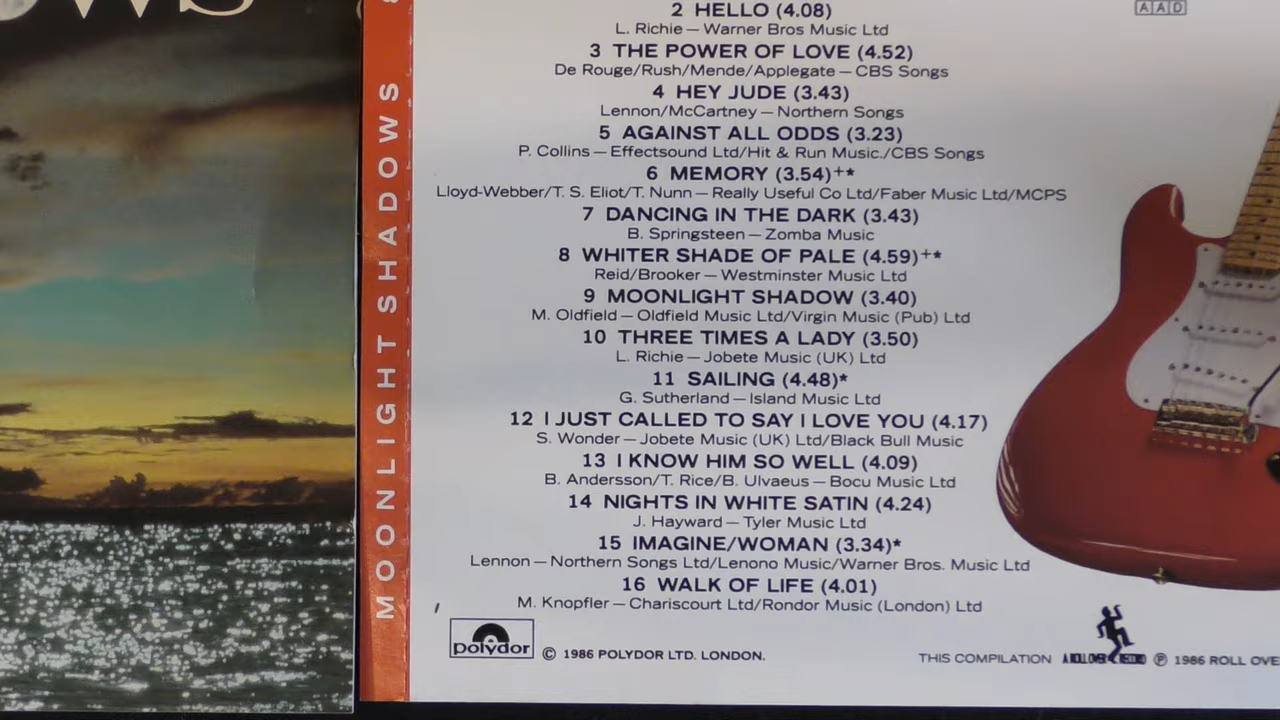 OWS
MOONLIGHT SHADOWS
AAD
2 HELLO (4.08)
L. Richie — Warner Bros Music Ltd
3 THE POWER OF LOVE (4.52)
De Rouge/Rush/Mende/Applegate — CBS Songs
4 HEY JUDE (3.43)
Lennon/McCartney — Northern Songs
5 AGAINST ALL ODDS (3.23)
P. Collins — Effectsound Ltd/Hit & Run Music./CBS Songs
6 MEMORY (3.54)+*
Lloyd-Webber/T. S. Eliot/T. Nunn — Really Useful Co Ltd/Faber Music Ltd/MCPS
7 DANCING IN THE DARK (3.43)
B. Springsteen — Zomba Music
8 WHITER SHADE OF PALE (4.59)+*
Reid/Brooker — Westminster Music Ltd
9 MOONLIGHT SHADOW (3.40)
M. Oldfield — Oldfield Music Ltd/Virgin Music (Pub) Ltd
10 THREE TIMES A LADY (3.50)
L. Richie — Jobete Music (UK) Ltd
11 SAILING (4.48)*
G. Sutherland — Island Music Ltd
12 I JUST CALLED TO SAY I LOVE YOU (4.17)
S. Wonder — Jobete Music (UK) Ltd/Black Bull Music
13 I KNOW HIM SO WELL (4.09)
B. Andersson/T. Rice/B. Ulvaeus — Bocu Music Ltd
14 NIGHTS IN WHITE SATIN (4.24)
J. Hayward — Tyler Music Ltd
15 IMAGINE/WOMAN (3.34)*
Lennon — Northern Songs Ltd/Lenono Music/Warner Bros. Music Ltd
16 WALK OF LIFE (4.01)
M. Knopfler — Chariscourt Ltd/Rondor Music (London) Ltd
polydor © 1986 POLYDOR LTD. LONDON.
THIS COMPILATION A ROLLOVER RECORD ℗ 1986 ROLL OVE